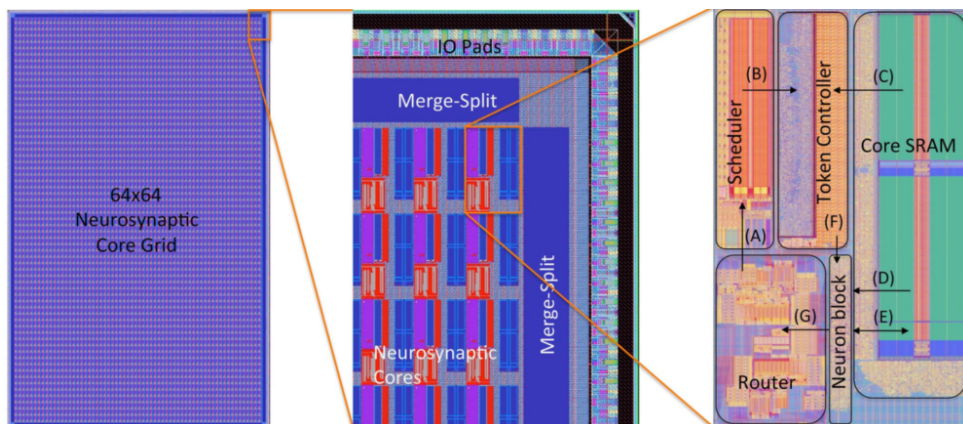 64x64
Neurosynaptic
Core Grid
IO Pads
Merge-Split
Merge-Split
Neurosynaptic
Cores
Scheduler
(B)
Token Controller
(C)
Core SRAM
(A)
(F)
(D)
(E)
(G)
Neuron block
Router